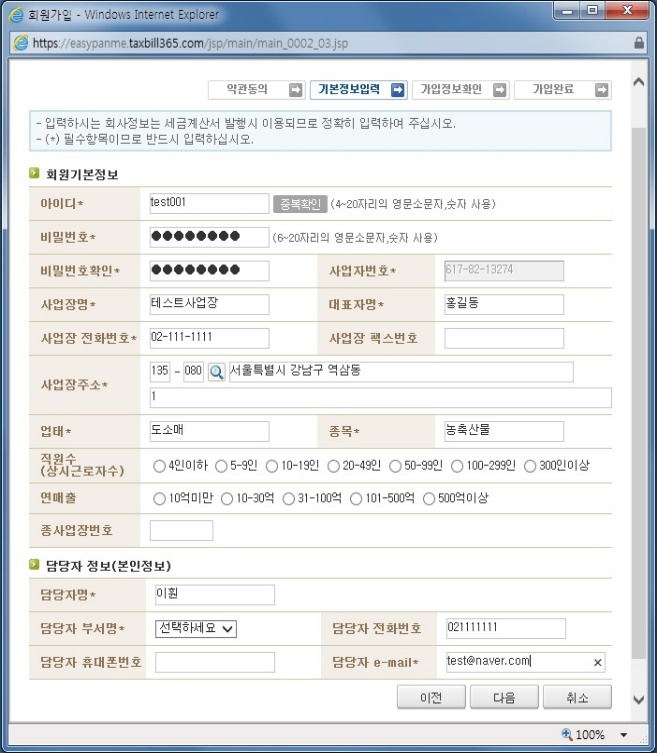 회원가입 - Windows Internet Explorer
https://easypanme.taxbill365.com/jsp/main/main_0002_03.jsp
약관동의 기본정보입력 가입정보확인 가입완료
- 입력하시는 회사정보는 세금계산서 발행시 이용되므로 정확히 입력하여 주십시오.
- (*) 필수항목이므로 반드시 입력하십시오.
회원기본정보
아이디* test001 중복확인 (4~20자리의 영문소문자,숫자 사용)
비밀번호* ●●●●●●●● (6~20자리의 영문소문자,숫자 사용)
비밀번호확인* ●●●●●●●● 사업자번호* 617-82-13274
사업장명* 테스트사업장 대표자명* 홍길동
사업장 전화번호* 02-111-1111 사업장 팩스번호
사업장주소* 135 - 080 서울특별시 강남구 역삼동
1
업태* 도소매 종목* 농축산물
직원수
(상시근로자수) 4인이하 5-9인 10-19인 20-49인 50-99인 100-299인 300인이상
연매출 10억미만 10-30억 31-100억 101-500억 500억이상
종사업장번호
담당자 정보(본인정보)
담당자명* 이훤
담당자 부서명* 선택하세요 담당자 전화번호 021111111
담당자 휴대폰번호 담당자 e-mail* test@naver.com
이전 다음 취소
100%